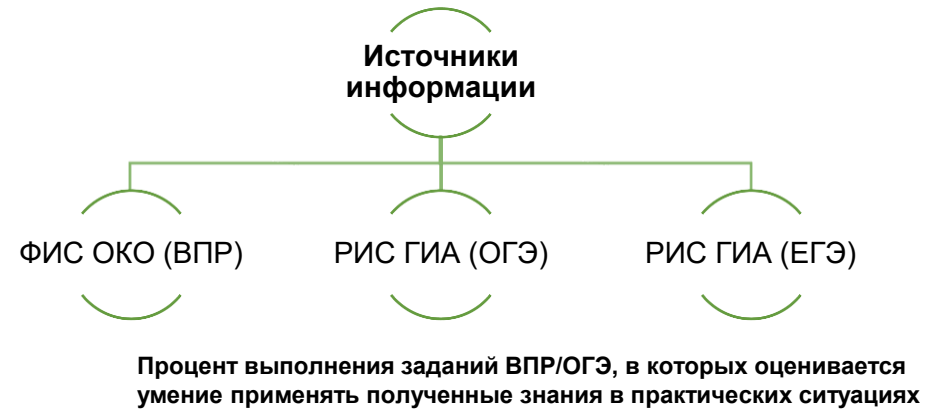 Источники
информации
ФИС ОКО (ВПР)
РИС ГИА (ОГЭ)
РИС ГИА (ЕГЭ)
Процент выполнения заданий ВПР/ОГЭ, в которых оценивается
умение применять полученные знания в практических ситуациях